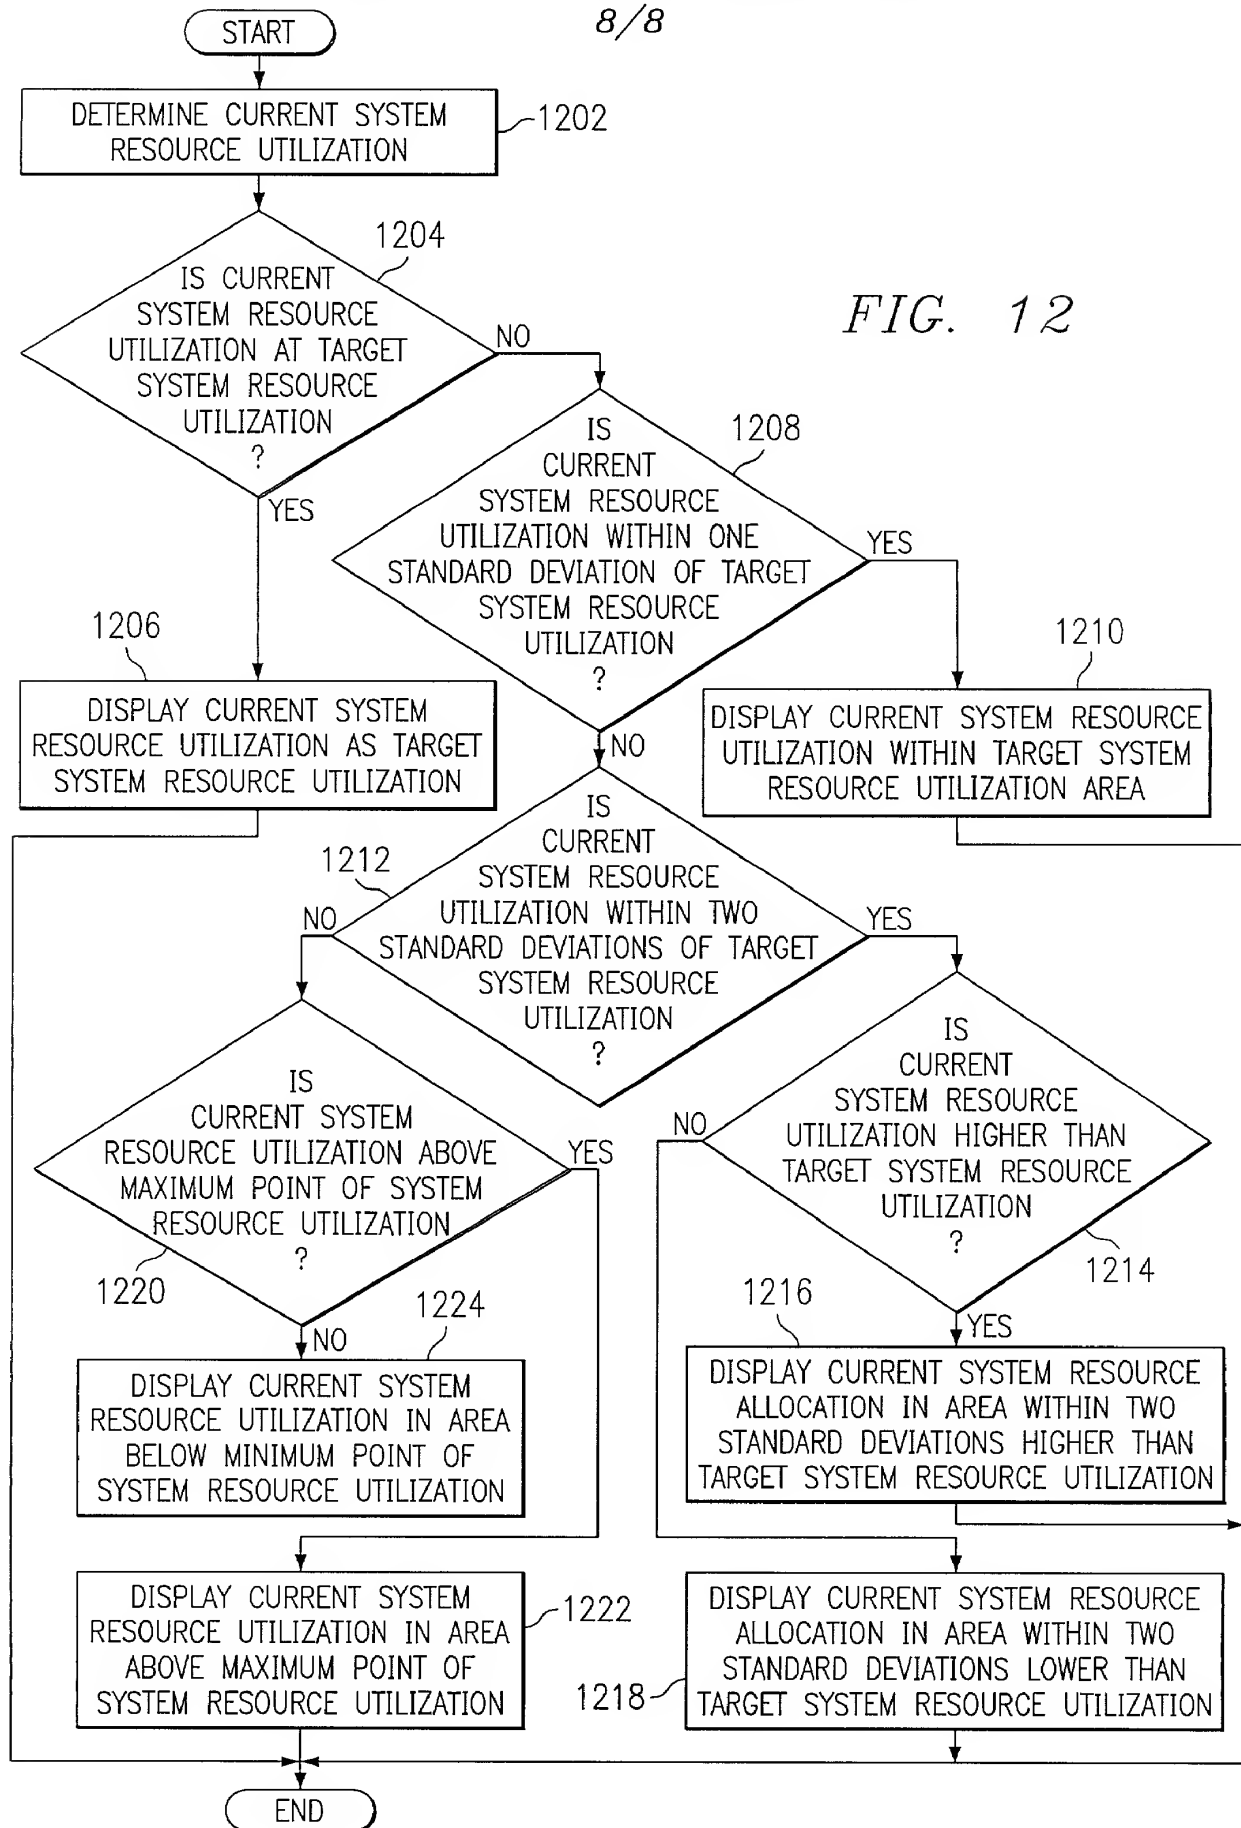 8/8
START
DETERMINE CURRENT SYSTEM
RESOURCE UTILIZATION
1202
1204
IS CURRENT
SYSTEM RESOURCE
UTILIZATION AT TARGET
SYSTEM RESOURCE
UTILIZATION
?
NO
YES
FIG. 12
1208
IS
CURRENT
SYSTEM RESOURCE
UTILIZATION WITHIN ONE
STANDARD DEVIATION OF TARGET
SYSTEM RESOURCE
UTILIZATION
?
YES
NO
1206
DISPLAY CURRENT SYSTEM
RESOURCE UTILIZATION AS TARGET
SYSTEM RESOURCE UTILIZATION
1210
DISPLAY CURRENT SYSTEM RESOURCE
UTILIZATION WITHIN TARGET SYSTEM
RESOURCE UTILIZATION AREA
1212
IS
CURRENT
SYSTEM RESOURCE
UTILIZATION WITHIN TWO
STANDARD DEVIATIONS OF TARGET
SYSTEM RESOURCE
UTILIZATION
?
NO
YES
IS
CURRENT SYSTEM
RESOURCE UTILIZATION ABOVE
MAXIMUM POINT OF SYSTEM
RESOURCE UTILIZATION
?
YES
1220
NO
IS
CURRENT
SYSTEM RESOURCE
UTILIZATION HIGHER THAN
TARGET SYSTEM RESOURCE
UTILIZATION
?
NO
1214
YES
1224
DISPLAY CURRENT SYSTEM
RESOURCE UTILIZATION IN AREA
BELOW MINIMUM POINT OF
SYSTEM RESOURCE UTILIZATION
1216
DISPLAY CURRENT SYSTEM RESOURCE
ALLOCATION IN AREA WITHIN TWO
STANDARD DEVIATIONS HIGHER THAN
TARGET SYSTEM RESOURCE UTILIZATION
DISPLAY CURRENT SYSTEM
RESOURCE UTILIZATION IN AREA
ABOVE MAXIMUM POINT OF
SYSTEM RESOURCE UTILIZATION
1222
1218
DISPLAY CURRENT SYSTEM RESOURCE
ALLOCATION IN AREA WITHIN TWO
STANDARD DEVIATIONS LOWER THAN
TARGET SYSTEM RESOURCE UTILIZATION
END